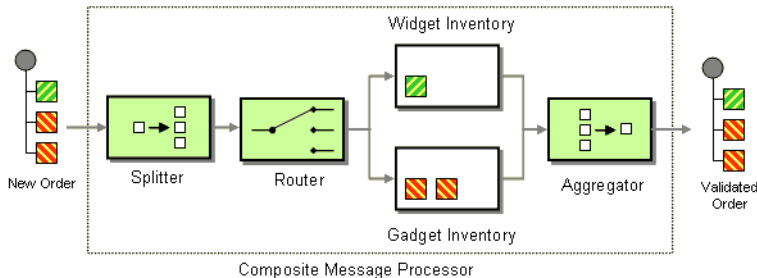 Widget Inventory
New Order
Splitter
Router
Gadget Inventory
Aggregator
Validated
Order
Composite Message Processor